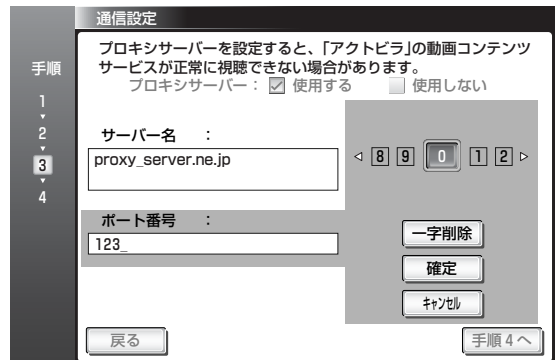 通信設定
プロキシサーバーを設定すると、「アクトビラ」の動画コンテンツ
サービスが正常に視聴できない場合があります。
プロキシサーバー： 使用する 使用しない
手順
1
2
3
4
サーバー名 ：
proxy_server.ne.jp
8 9 0 1 2
ポート番号 ：
123_
一字削除
確定
ｷｬﾝｾﾙ
戻る
手順 4 へ